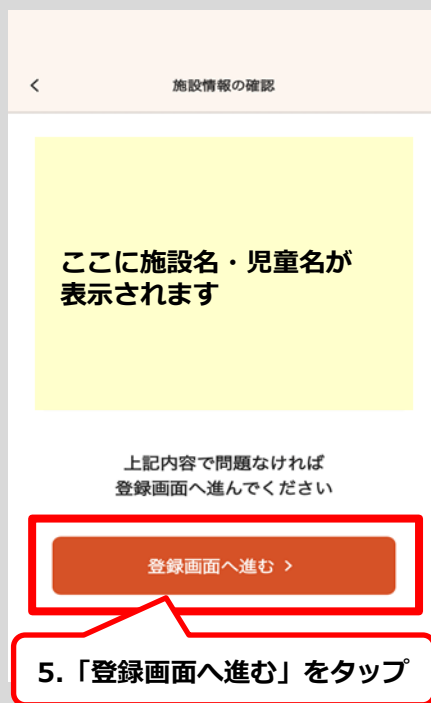 施設情報の確認
ここに施設名・児童名が
表示されます
上記内容で問題なければ
登録画面へ進んでください
登録画面へ進む >
5.「登録画面へ進む」をタップ